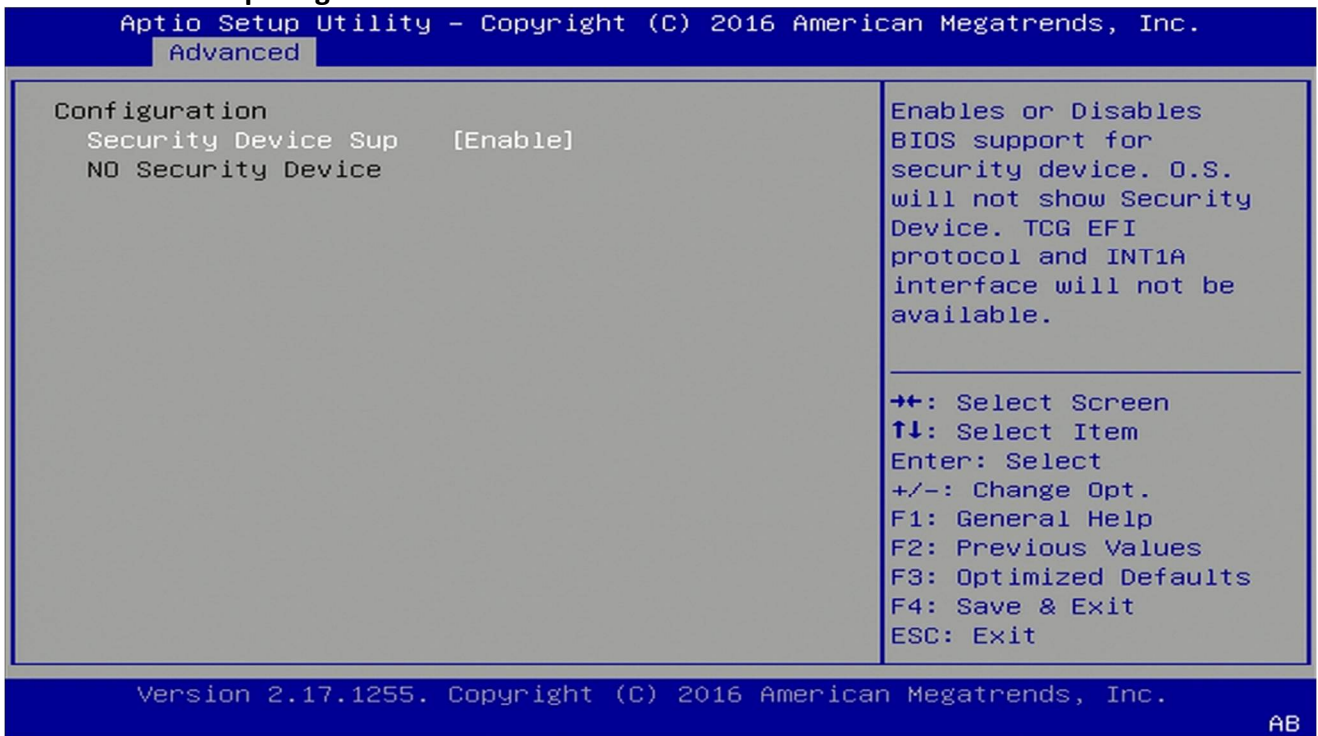 Aptio Setup Utility – Copyright (C) 2016 American Megatrends, Inc.
Advanced
Configuration
Security Device Sup [Enable]
NO Security Device
Enables or Disables
BIOS support for
security device. O.S.
will not show Security
Device. TCG EFI
protocol and INT1A
interface will not be
available.
→←: Select Screen
↑↓: Select Item
Enter: Select
+/-: Change Opt.
F1: General Help
F2: Previous Values
F3: Optimized Defaults
F4: Save & Exit
ESC: Exit
Version 2.17.1255. Copyright (C) 2016 American Megatrends, Inc.
AB